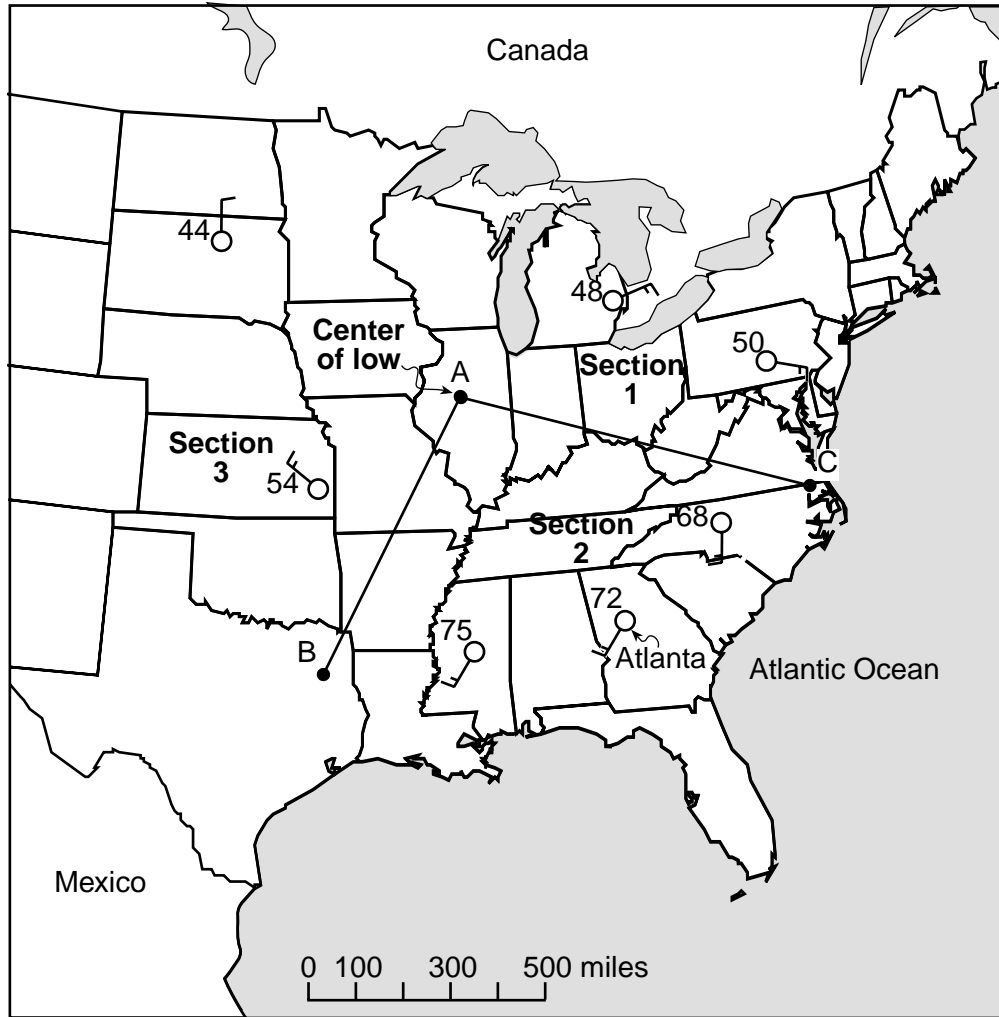 Canada
44
48
Center
of low
A
Section
1
50
Section
3
54
C
Section
2
68
72
75
Atlanta
B
Atlantic Ocean
Mexico
0 100 300 500 miles